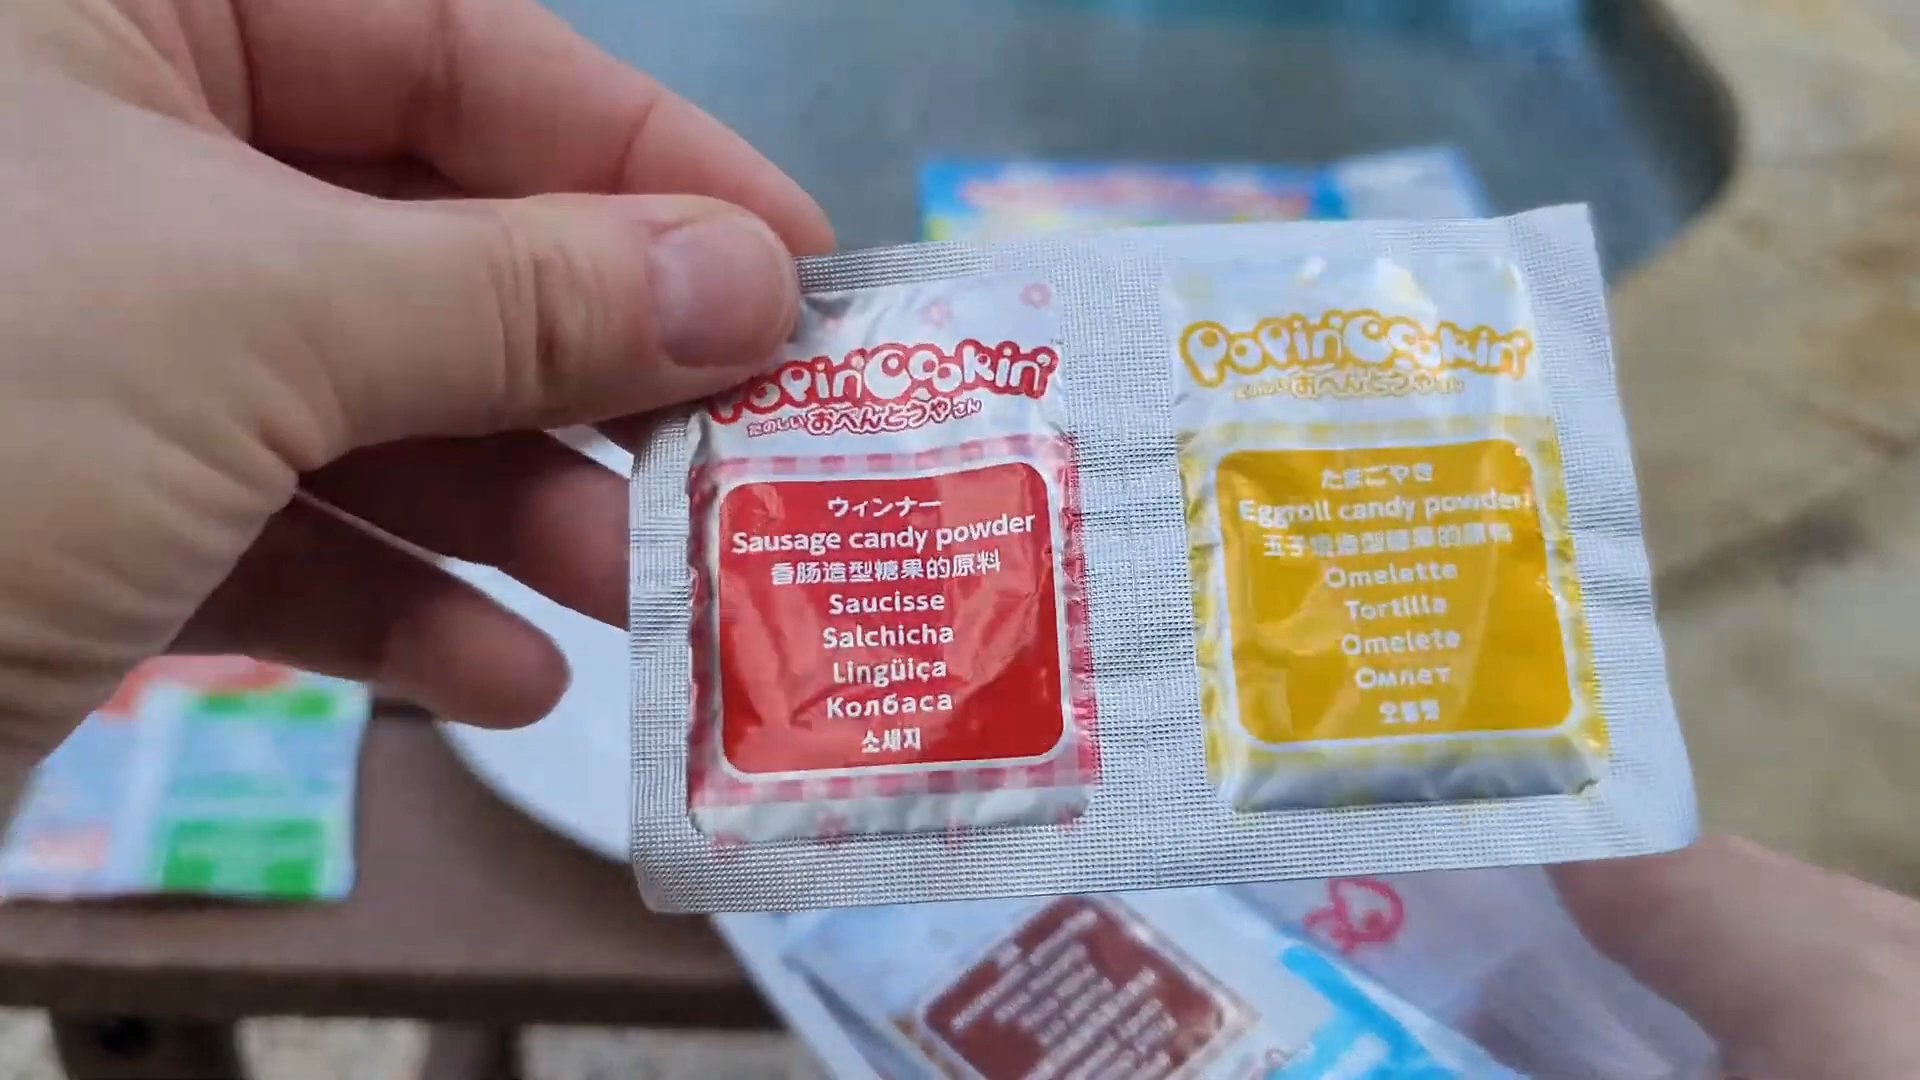 Popin'Cookin'
たのしいおべんとうやさん
ウィンナー
Sausage candy powder
香肠造型糖果的原料
Saucisse
Salchicha
Lingüiça
Колбаса
소세지
Popin'Cookin'
たのしいおべんとうやさん
たまごやき
Eggroll candy powder
玉子烧造型糖果的原料
Omelette
Tortilla
Omelete
Омлет
오믈렛